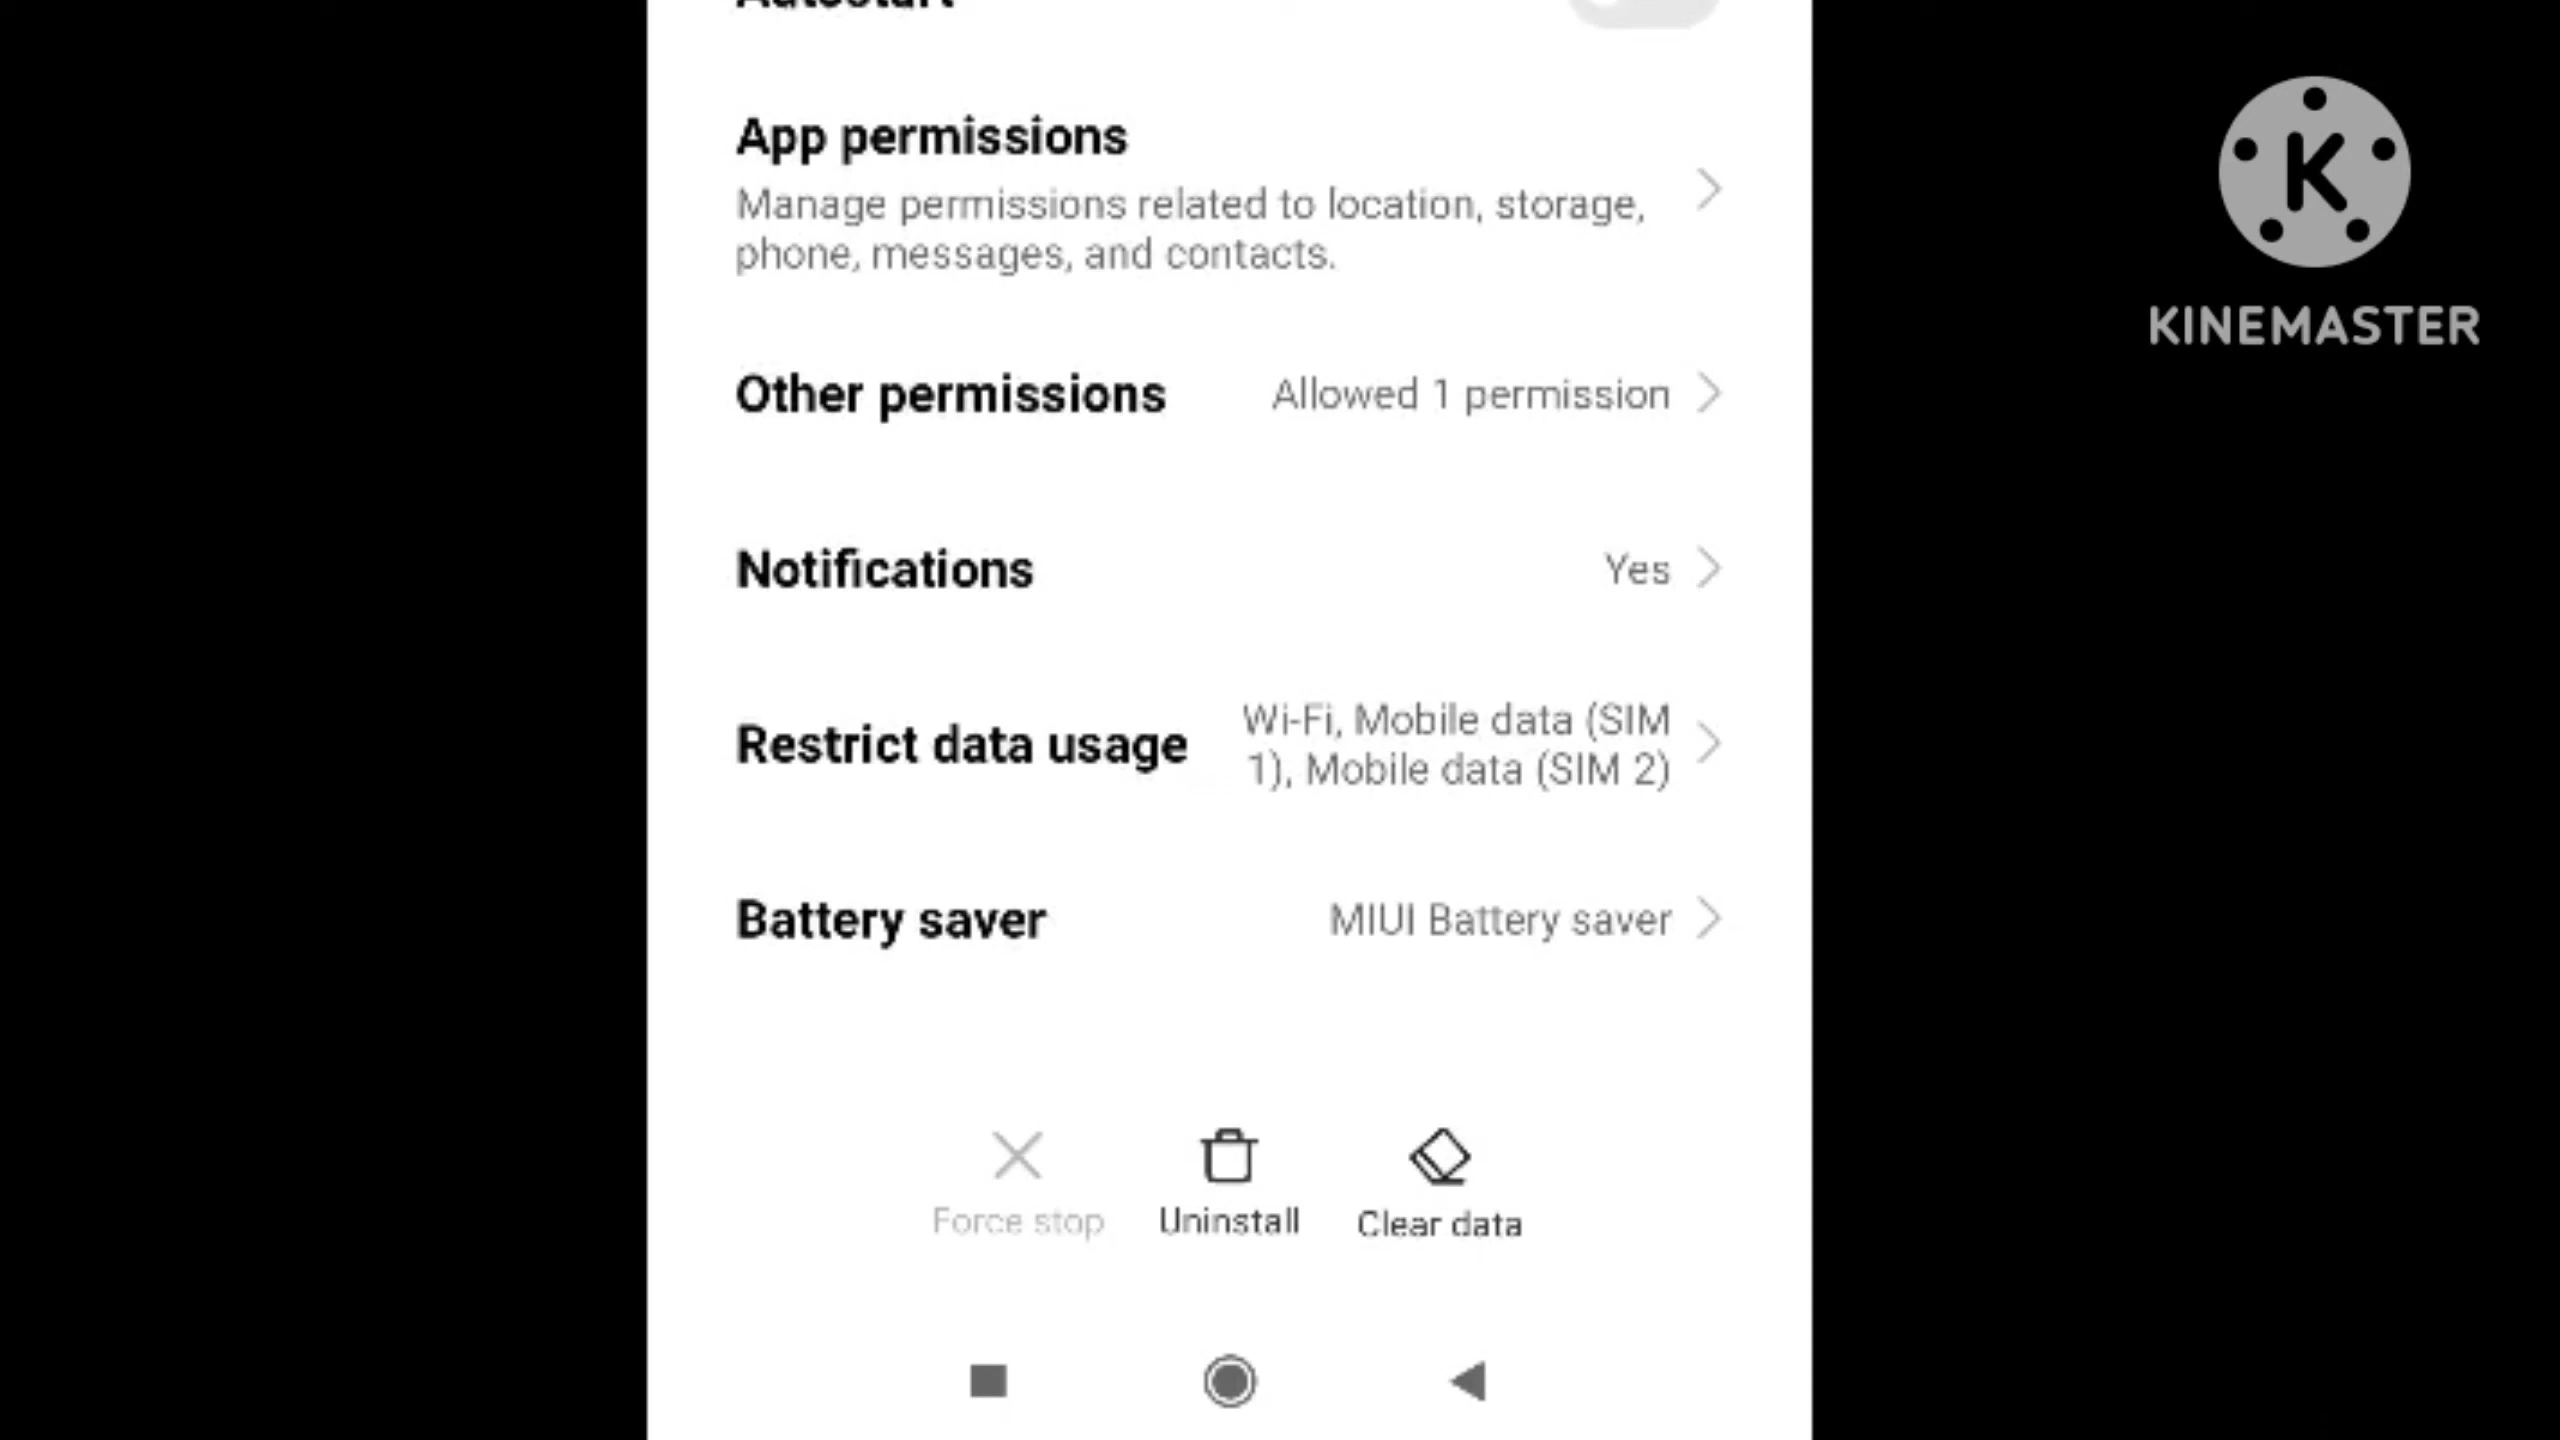 Autostart
App permissions
Manage permissions related to location, storage,
phone, messages, and contacts.
Other permissions
Allowed 1 permission
Notifications
Yes
Restrict data usage
Wi-Fi, Mobile data (SIM
1), Mobile data (SIM 2)
Battery saver
MIUI Battery saver
Force stop
Uninstall
Clear data
K
KINEMASTER